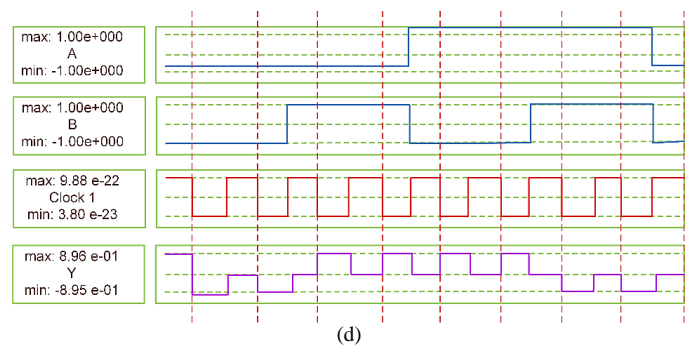 max: 1.00e+000
A
min: -1.00e+000
max: 1.00e+000
B
min: -1.00e+000
max: 9.88 e-22
Clock 1
min: 3.80 e-23
max: 8.96 e-01
Y
min: -8.95 e-01
(d)